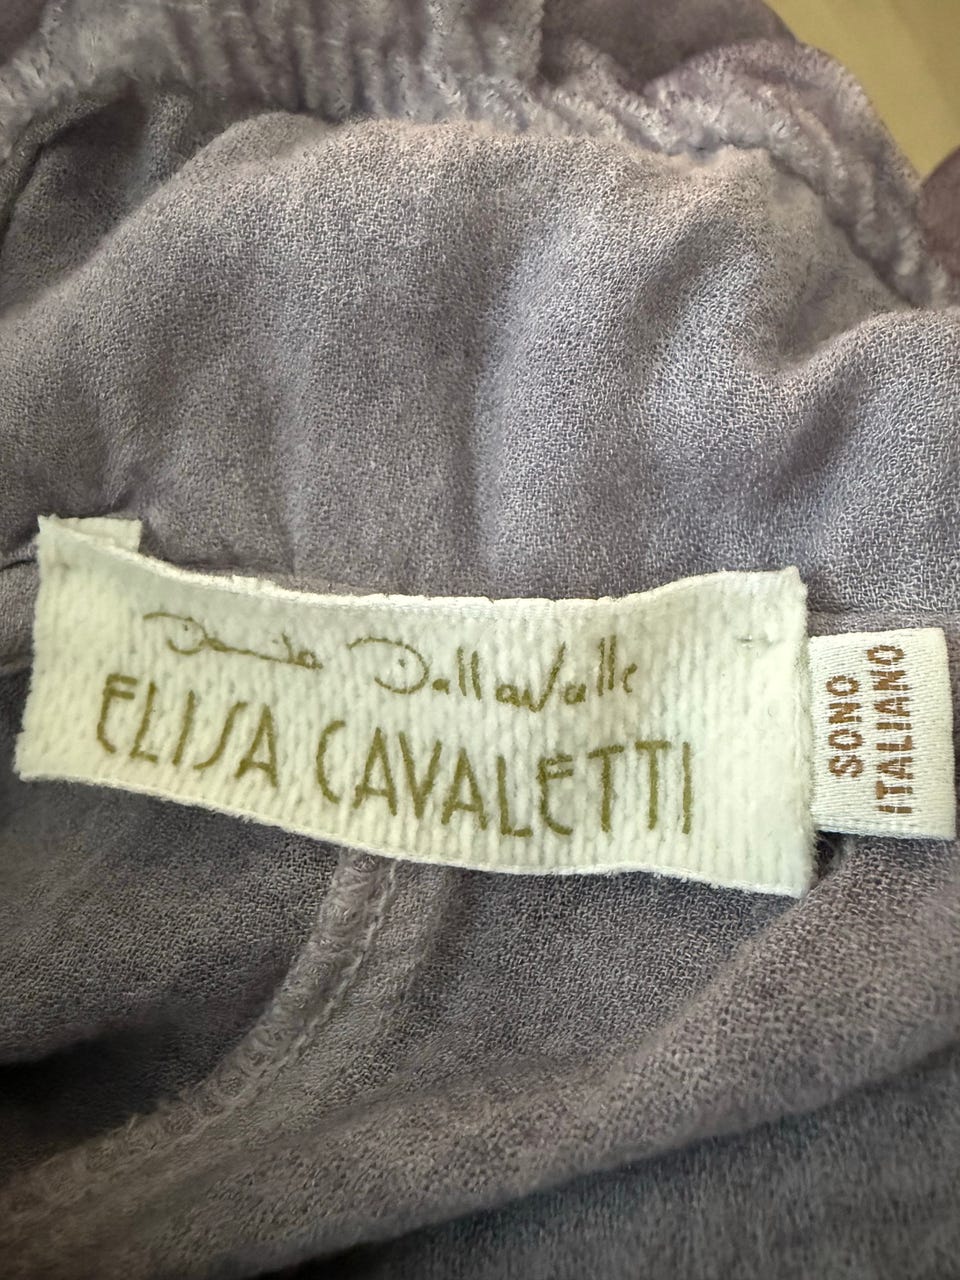 Daniela DallaValle
ELISA CAVALETTI
SONO
ITALIANO